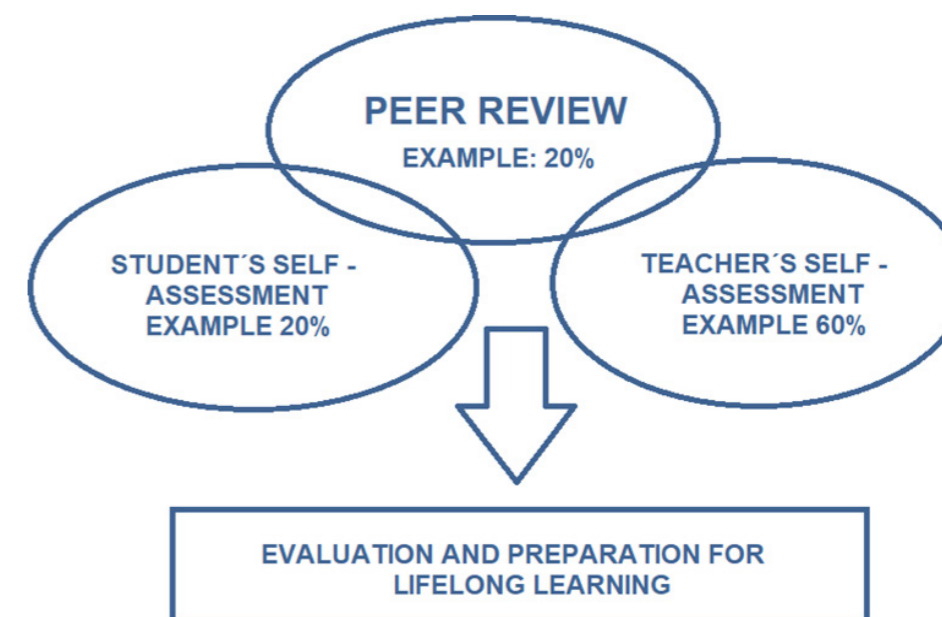 PEER REVIEW
EXAMPLE: 20%
STUDENT´S SELF -
ASSESSMENT
EXAMPLE 20%
TEACHER´S SELF -
ASSESSMENT
EXAMPLE 60%
EVALUATION AND PREPARATION FOR
LIFELONG LEARNING